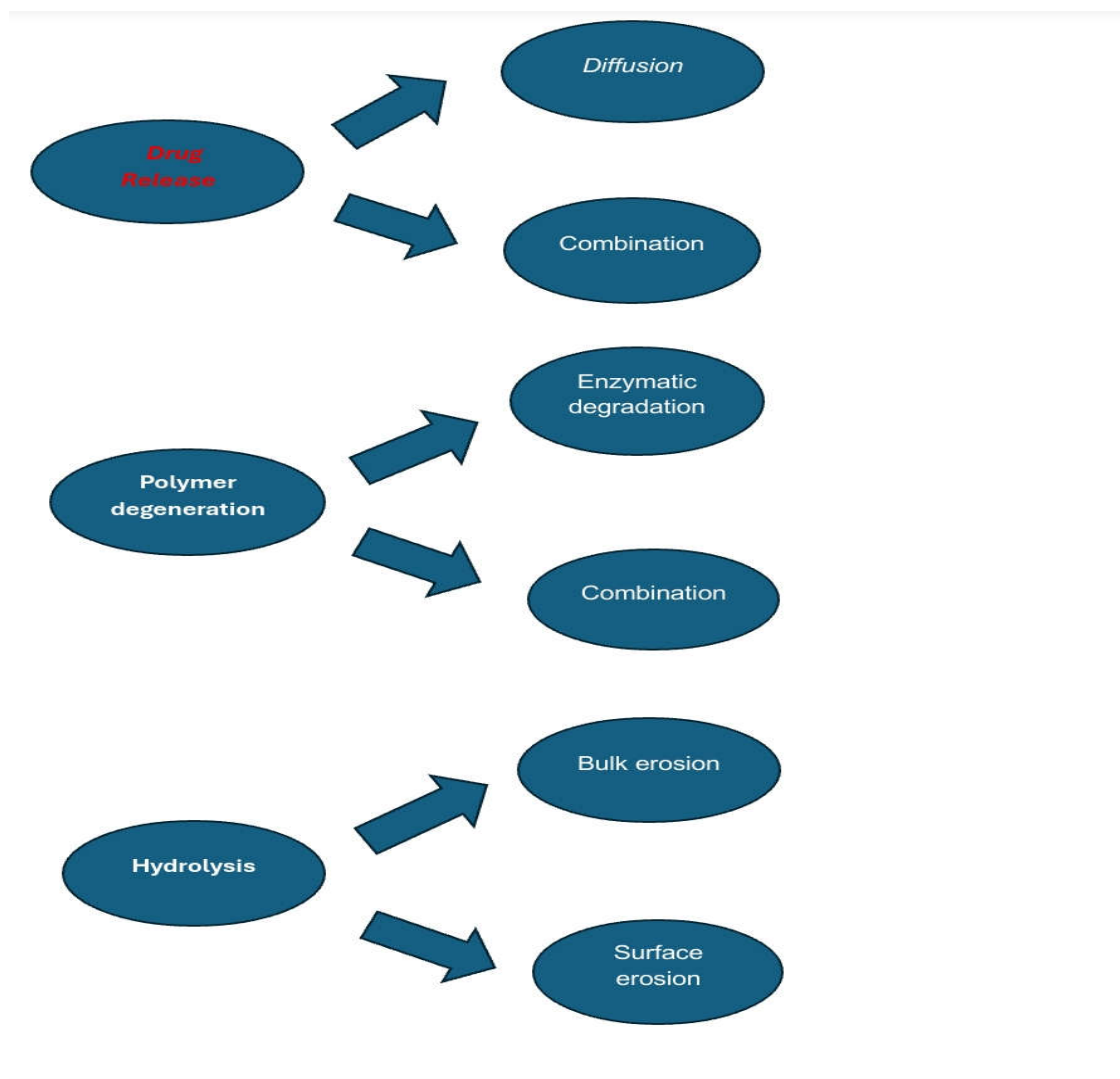 Diffusion
Drug
Release
Combination
Enzymatic
degradation
Polymer
degeneration
Combination
Bulk erosion
Hydrolysis
Surface
erosion